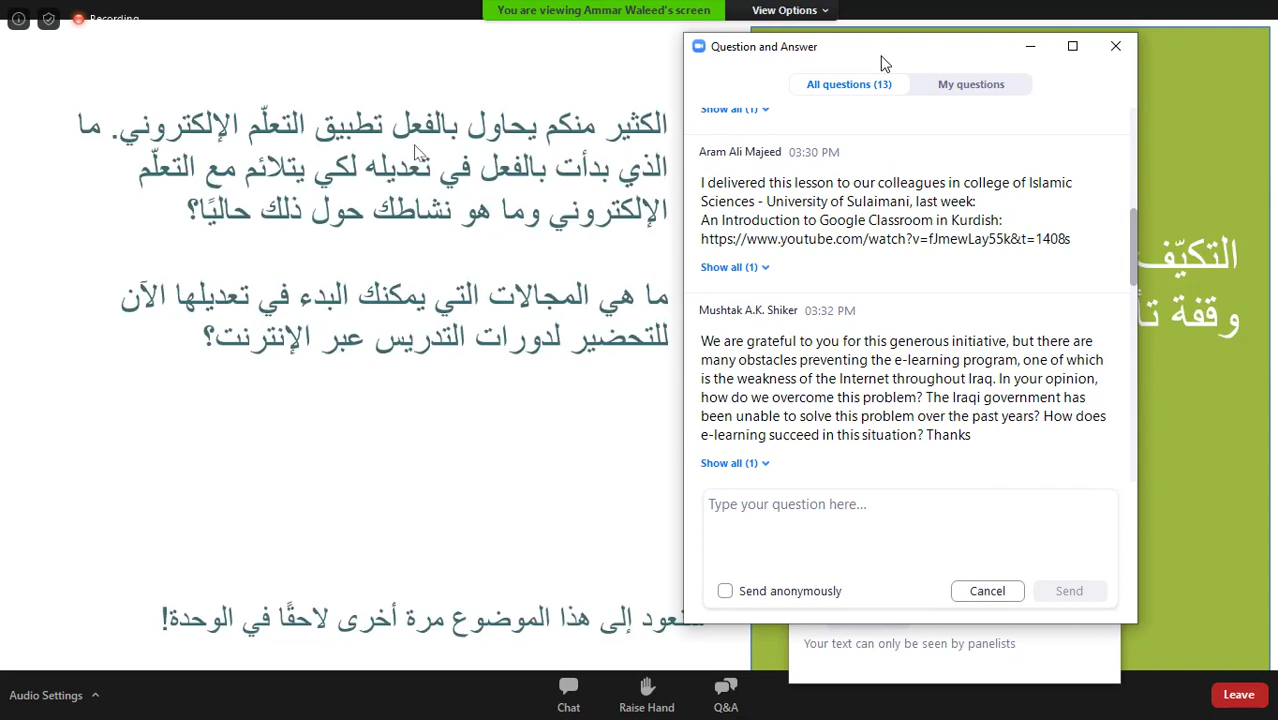 Recording
You are viewing Ammar Waleed's screen
View Options
الكثير منكم يحاول بالفعل تطبيق التعلّم الإلكتروني. ما
الذي بدأت بالفعل في تعديله لكي يتلائم مع التعلّم
الإلكتروني وما هو نشاطك حول ذلك حاليًا؟
ما هي المجالات التي يمكنك البدء في تعديلها الآن
للتحضير لدورات التدريس عبر الإنترنت؟
إلى هذا الموضوع مرة أخرى لاحقًا في الوحدة!
التكيّف
وقفة
Question and Answer
All questions (13)
My questions
Show all (1)
Aram Ali Majeed 03:30 PM
I delivered this lesson to our colleagues in college of Islamic
Sciences - University of Sulaimani, last week:
An Introduction to Google Classroom in Kurdish:
https://www.youtube.com/watch?v=fJmewLay55k&t=1408s
Show all (1)
Mushtak A.K. Shiker 03:32 PM
We are grateful to you for this generous initiative, but there are
many obstacles preventing the e-learning program, one of which
is the weakness of the Internet throughout Iraq. In your opinion,
how do we overcome this problem? The Iraqi government has
been unable to solve this problem over the past years? How does
e-learning succeed in this situation? Thanks
Show all (1)
Type your question here...
Send anonymously
Cancel
Send
Your text can only be seen by panelists
Audio Settings
Chat
Raise Hand
Q&A
Leave